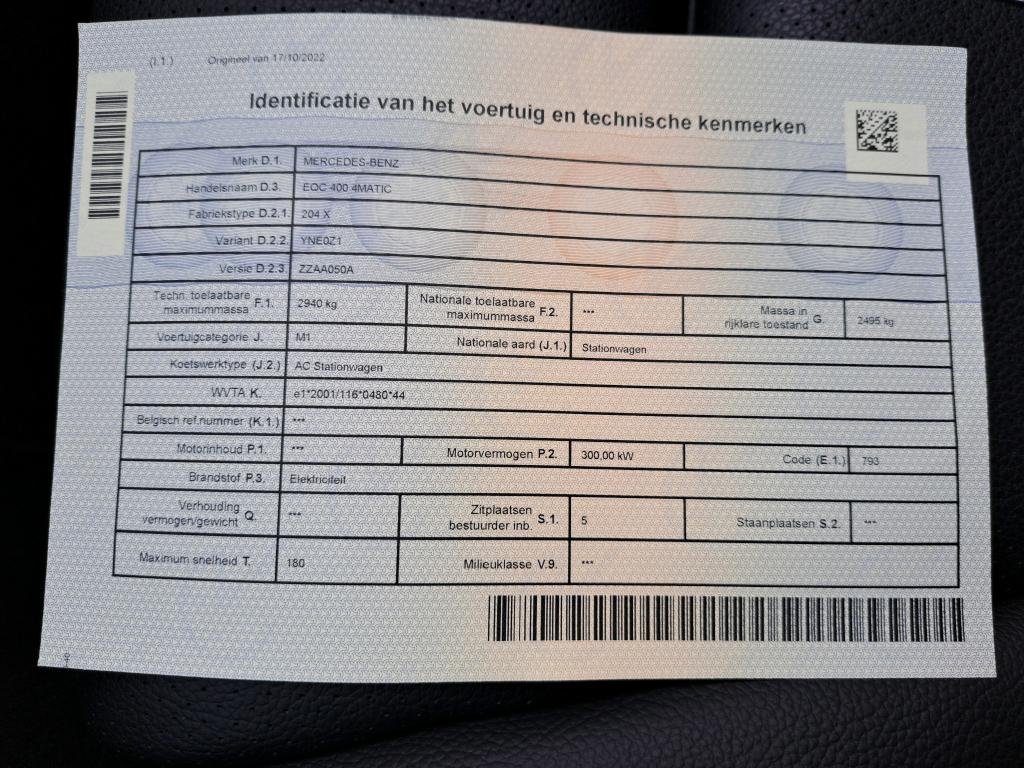 (I.1.) Origineel van 17/10/2022
Identificatie van het voertuig en technische kenmerken
Merk D.1. MERCEDES-BENZ
Handelsnaam D.3. EQC 400 4MATIC
Fabriekstype D.2.1. 204 X
Variant D.2.2. YNE0Z1
Versie D.2.3. ZZAA050A
Techn. toelaatbare maximummassa F.1. 2940 kg Nationale toelaatbare maximummassa F.2. *** Massa in rijklare toestand G. 2495 kg
Voertuigcategorie J. M1 Nationale aard (J.1.) Stationwagen
Koetswerktype (J.2.) AC Stationwagen
WVTA K. e1*2001/116*0480*44
Belgisch ref.nummer (K.1.) ***
Motorinhoud P.1. *** Motorvermogen P.2. 300,00 kW Code (E.1.) 793
Brandstof P.3. Elektriciteit
Verhouding vermogen/gewicht Q. *** Zitplaatsen bestuurder inb. S.1. 5 Staanplaatsen S.2. ***
Maximum snelheid T. 180 Milieuklasse V.9. ***